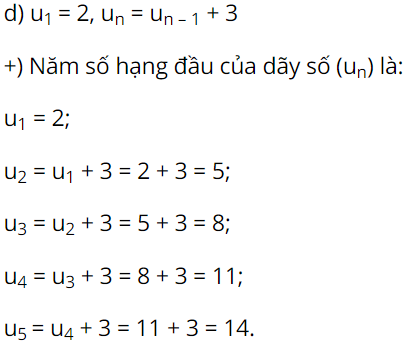 d) u₁ = 2, uₙ = uₙ₋₁ + 3
+) Năm số hạng đầu của dãy số (uₙ) là:
u₁ = 2;
u₂ = u₁ + 3 = 2 + 3 = 5;
u₃ = u₂ + 3 = 5 + 3 = 8;
u₄ = u₃ + 3 = 8 + 3 = 11;
u₅ = u₄ + 3 = 11 + 3 = 14.